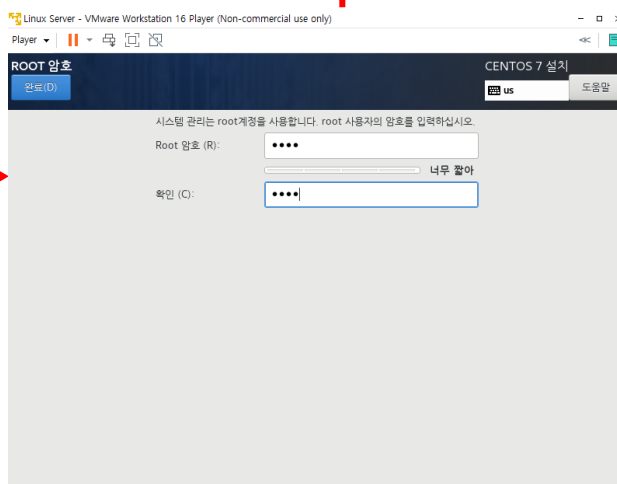 Linux Server - VMware Workstation 16 Player (Non-commercial use only)
Player
ROOT 암호
CENTOS 7 설치
완료(D)
us
도움말
시스템 관리는 root계정을 사용합니다. root 사용자의 암호를 입력하십시오.
Root 암호 (R):
••••
너무 짧아
확인 (C):
••••